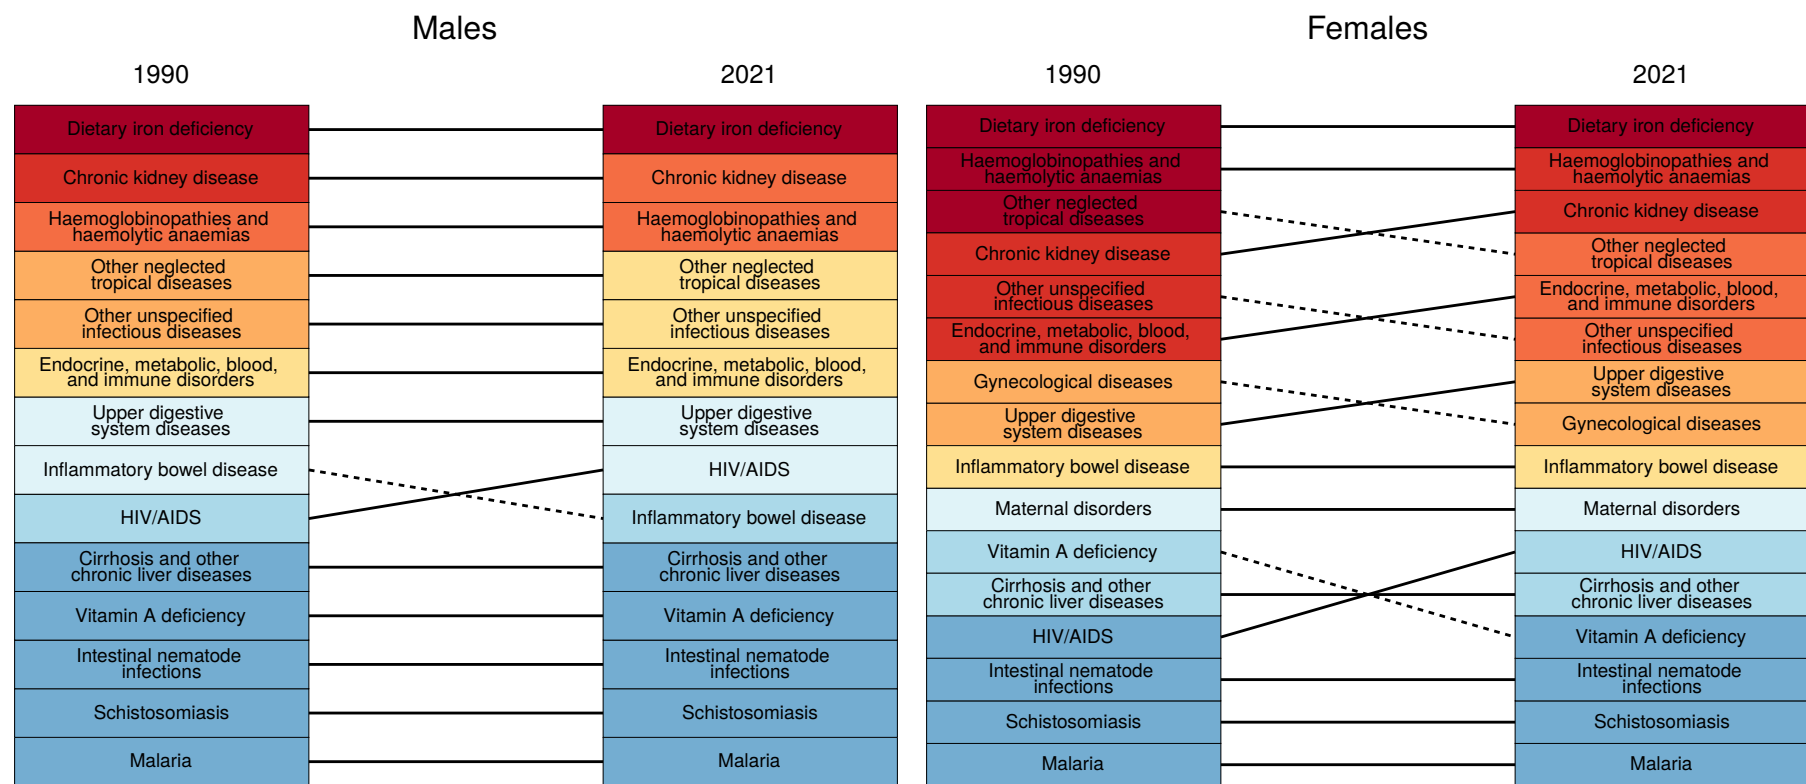 Males
1990
2021
Dietary iron deficiency
Chronic kidney disease
Haemoglobinopathies and
haemolytic anaemias
Other neglected
tropical diseases
Other unspecified
infectious diseases
Endocrine, metabolic, blood,
and immune disorders
Upper digestive
system diseases
Inflammatory bowel disease
HIV/AIDS
Cirrhosis and other
chronic liver diseases
Vitamin A deficiency
Intestinal nematode
infections
Schistosomiasis
Malaria
Dietary iron deficiency
Chronic kidney disease
Haemoglobinopathies and
haemolytic anaemias
Other neglected
tropical diseases
Other unspecified
infectious diseases
Endocrine, metabolic, blood,
and immune disorders
Upper digestive
system diseases
HIV/AIDS
Inflammatory bowel disease
Cirrhosis and other
chronic liver diseases
Vitamin A deficiency
Intestinal nematode
infections
Schistosomiasis
Malaria
Females
1990
2021
Dietary iron deficiency
Haemoglobinopathies and
haemolytic anaemias
Other neglected
tropical diseases
Chronic kidney disease
Other unspecified
infectious diseases
Endocrine, metabolic, blood,
and immune disorders
Gynecological diseases
Upper digestive
system diseases
Inflammatory bowel disease
Maternal disorders
Vitamin A deficiency
Cirrhosis and other
chronic liver diseases
HIV/AIDS
Intestinal nematode
infections
Schistosomiasis
Malaria
Dietary iron deficiency
Haemoglobinopathies and
haemolytic anaemias
Chronic kidney disease
Other neglected
tropical diseases
Endocrine, metabolic, blood,
and immune disorders
Other unspecified
infectious diseases
Upper digestive
system diseases
Gynecological diseases
Inflammatory bowel disease
Maternal disorders
HIV/AIDS
Cirrhosis and other
chronic liver diseases
Vitamin A deficiency
Intestinal nematode
infections
Schistosomiasis
Malaria